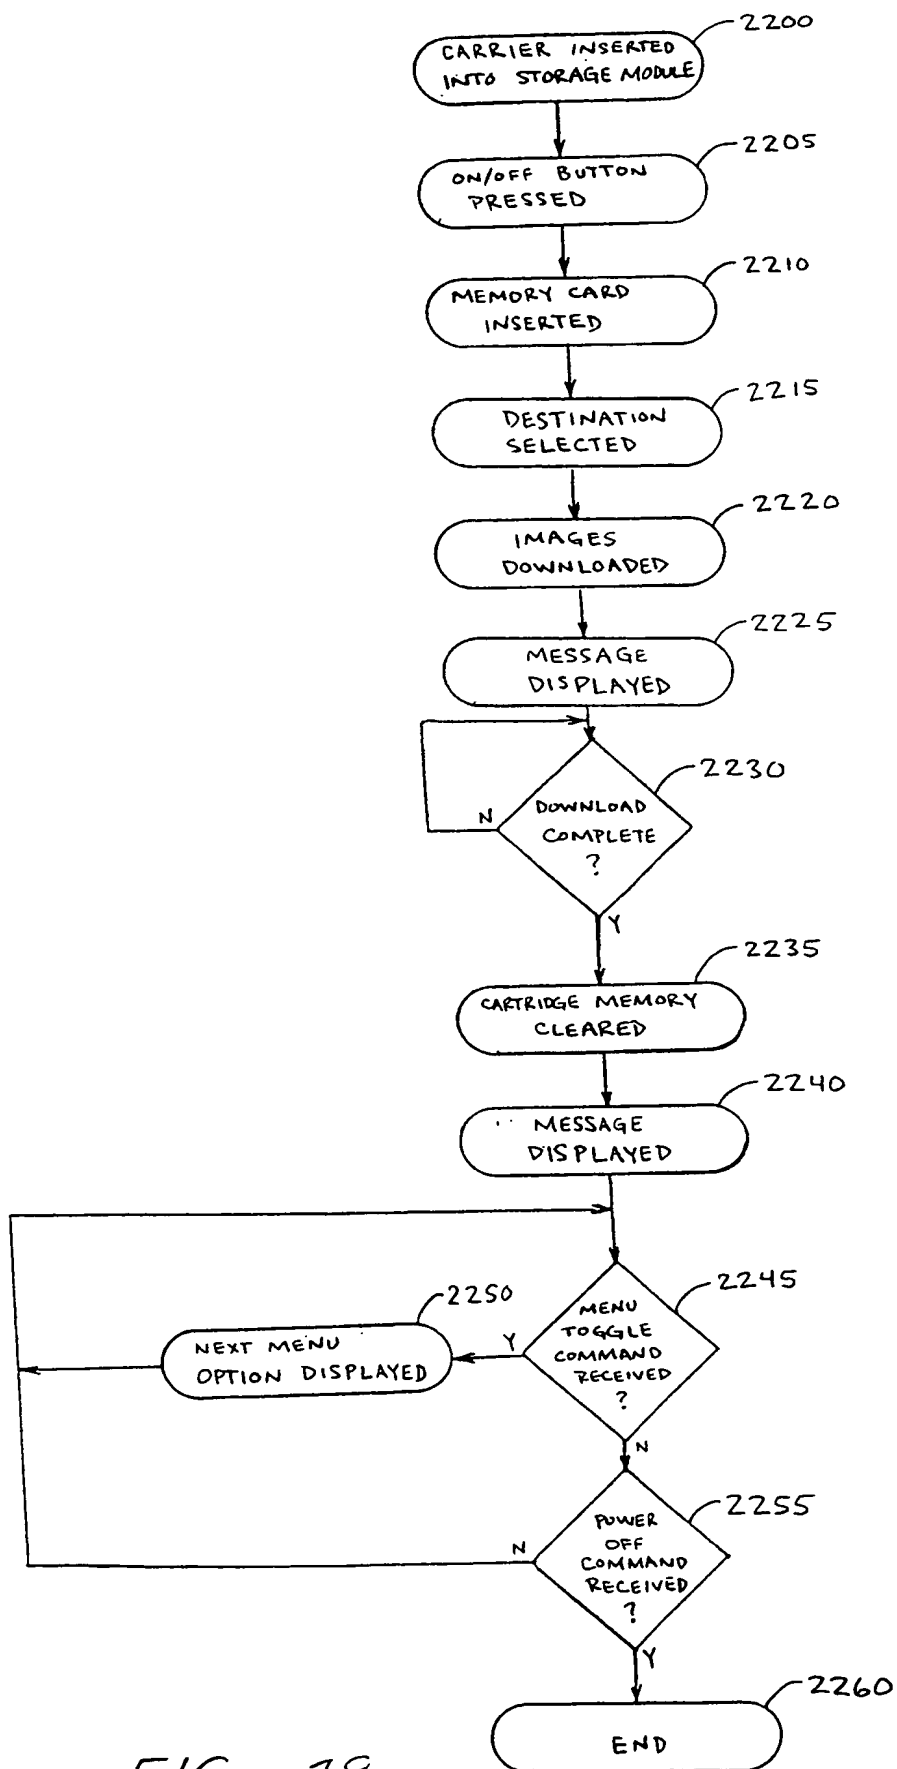 2200
CARRIER INSERTED
INTO STORAGE MODULE
2205
ON/OFF BUTTON
PRESSED
2210
MEMORY CARD
INSERTED
2215
DESTINATION
SELECTED
2220
IMAGES
DOWNLOADED
2225
MESSAGE
DISPLAYED
2230
DOWNLOAD
COMPLETE
?
N
Y
2235
CARTRIDGE MEMORY
CLEARED
2240
MESSAGE
DISPLAYED
2245
MENU
TOGGLE
COMMAND
RECEIVED
?
Y
2250
NEXT MENU
OPTION DISPLAYED
N
2255
POWER
OFF
COMMAND
RECEIVED
?
N
Y
2260
END